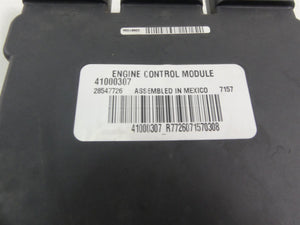 ENGINE CONTROL MODULE
41000307
28547726 ASSEMBLED IN MEXICO 7157
41000307 R7726071570308